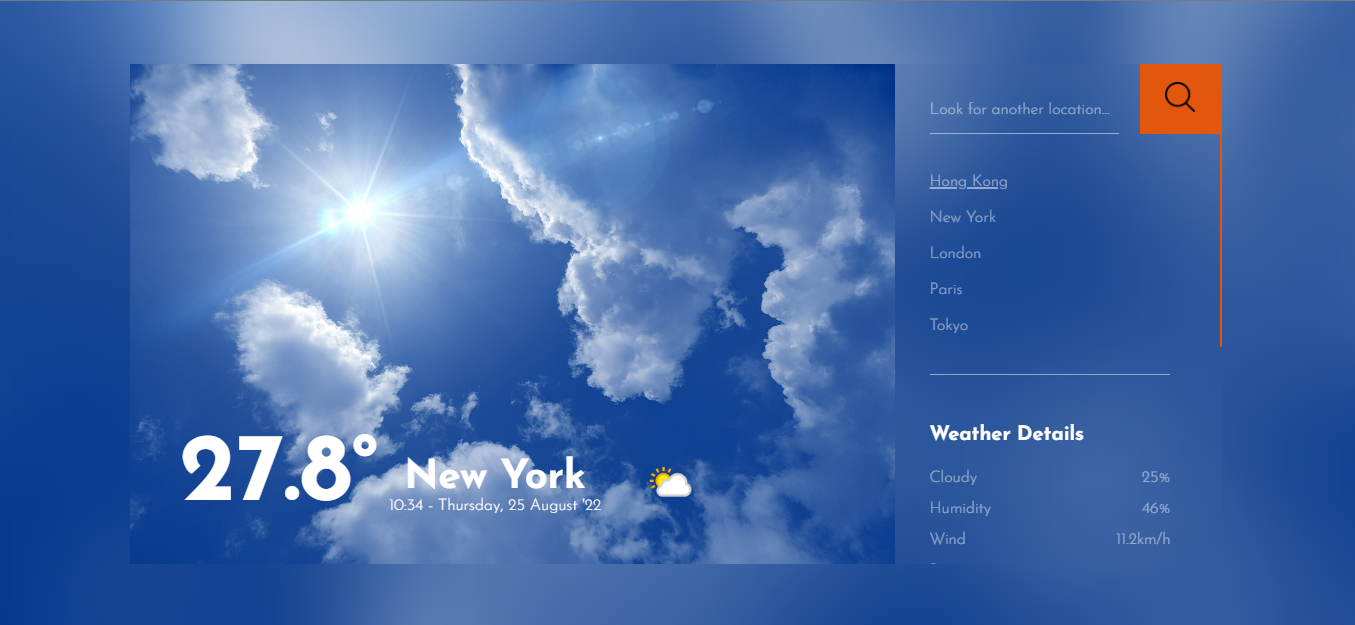 Look for another location...
Hong Kong
New York
London
Paris
Tokyo
Weather Details
Cloudy 25%
Humidity 46%
Wind 11.2km/h
27.8°
New York
10:34 - Thursday, 25 August '22